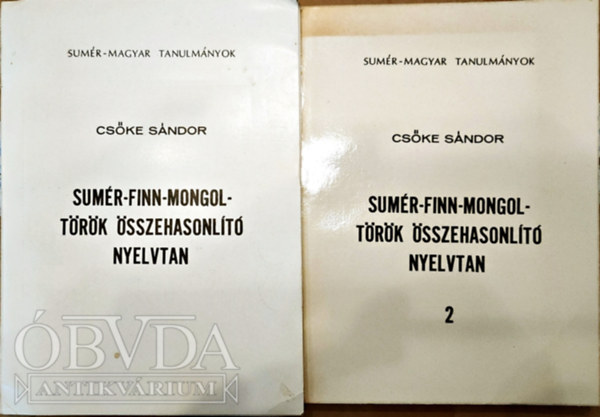 SUMÉR-MAGYAR TANULMÁNYOK
CSŐKE SÁNDOR
SUMÉR-FINN-MONGOL-
TÖRÖK ÖSSZEHASONLÍTÓ
NYELVTAN
SUMÉR-MAGYAR TANULMÁNYOK
CSŐKE SÁNDOR
SUMÉR-FINN-MONGOL-
TÖRÖK ÖSSZEHASONLÍTÓ
NYELVTAN
2
ÓBVDA
ANTIKVÁRIUM